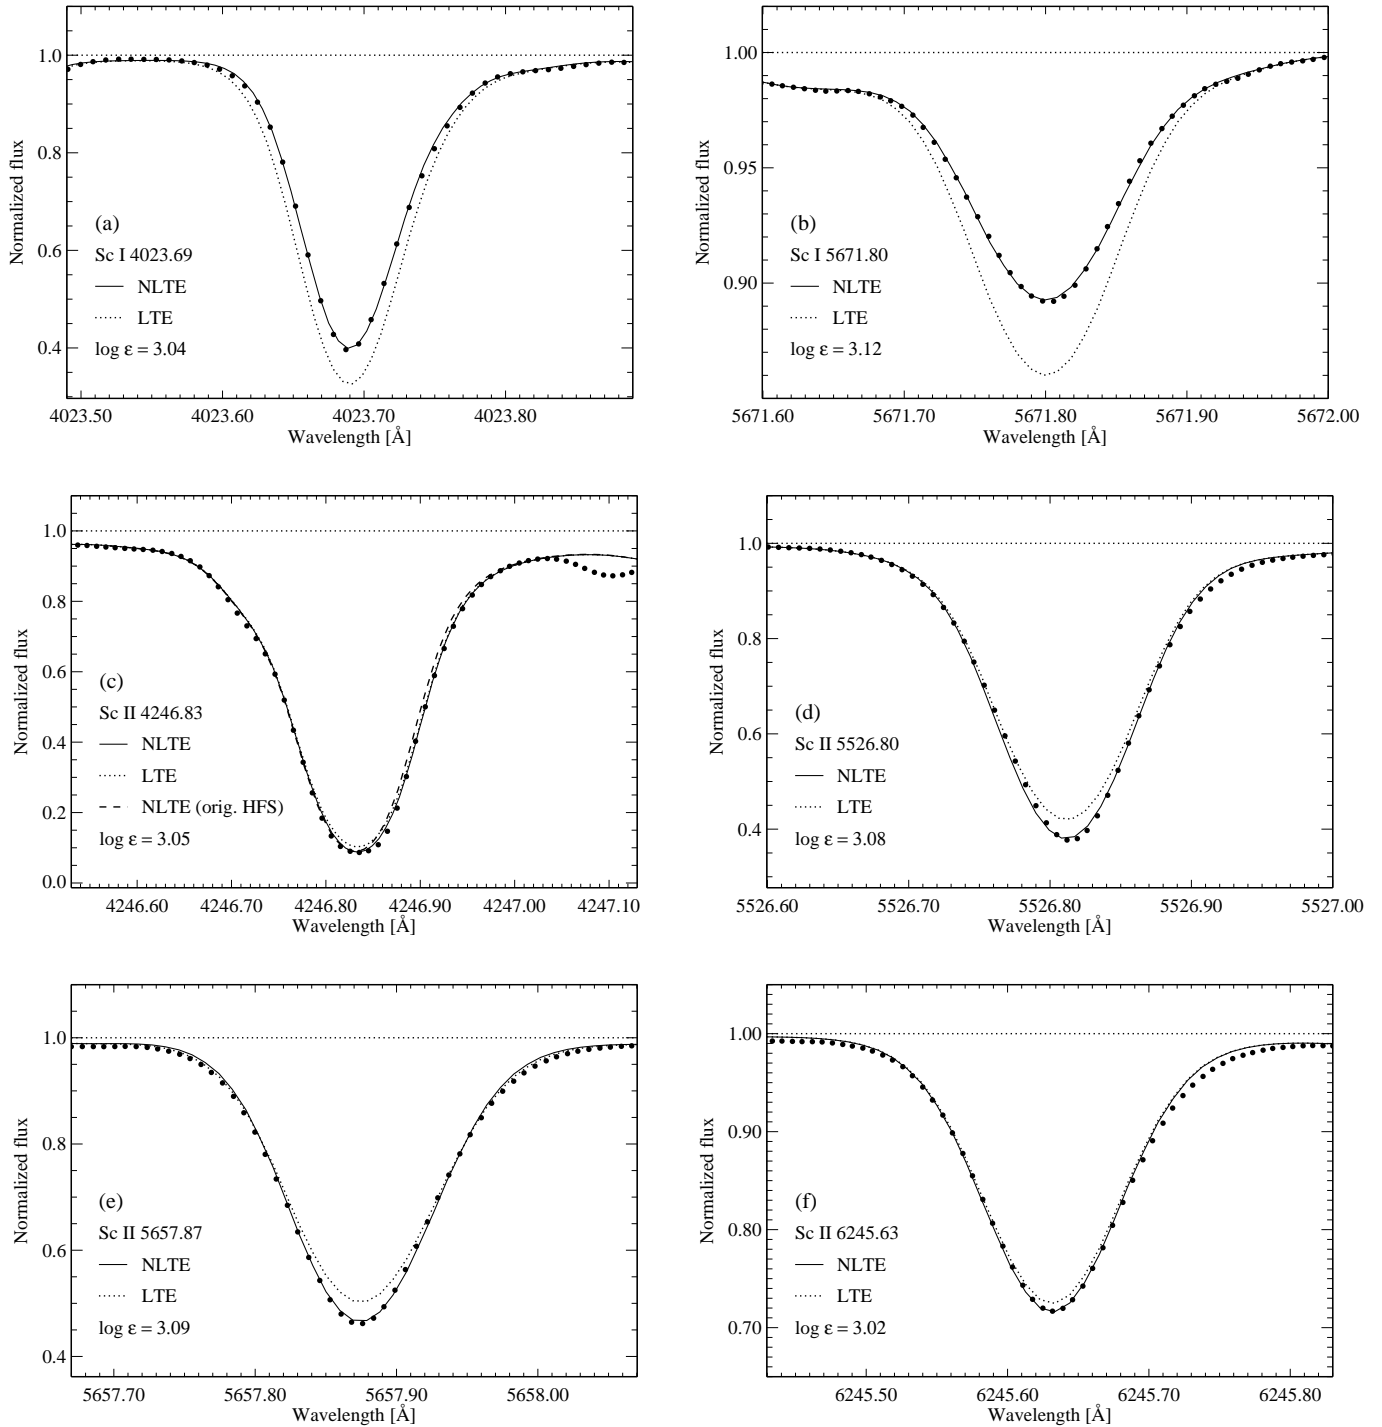 1.0
0.8
0.6
0.4
Normalized flux
(a)
Sc I 4023.69
NLTE
LTE
log ε = 3.04
4023.50 4023.60 4023.70 4023.80
Wavelength [Å]
1.00
0.95
0.90
Normalized flux
(b)
Sc I 5671.80
NLTE
LTE
log ε = 3.12
5671.60 5671.70 5671.80 5671.90 5672.00
Wavelength [Å]
1.0
0.8
0.6
0.4
0.2
0.0
Normalized flux
(c)
Sc II 4246.83
NLTE
LTE
NLTE (orig. HFS)
log ε = 3.05
4246.60 4246.70 4246.80 4246.90 4247.00 4247.10
Wavelength [Å]
1.0
0.8
0.6
0.4
Normalized flux
(d)
Sc II 5526.80
NLTE
LTE
log ε = 3.08
5526.60 5526.70 5526.80 5526.90 5527.00
Wavelength [Å]
1.0
0.8
0.6
0.4
Normalized flux
(e)
Sc II 5657.87
NLTE
LTE
log ε = 3.09
5657.70 5657.80 5657.90 5658.00
Wavelength [Å]
1.00
0.90
0.80
0.70
Normalized flux
(f)
Sc II 6245.63
NLTE
LTE
log ε = 3.02
6245.50 6245.60 6245.70 6245.80
Wavelength [Å]